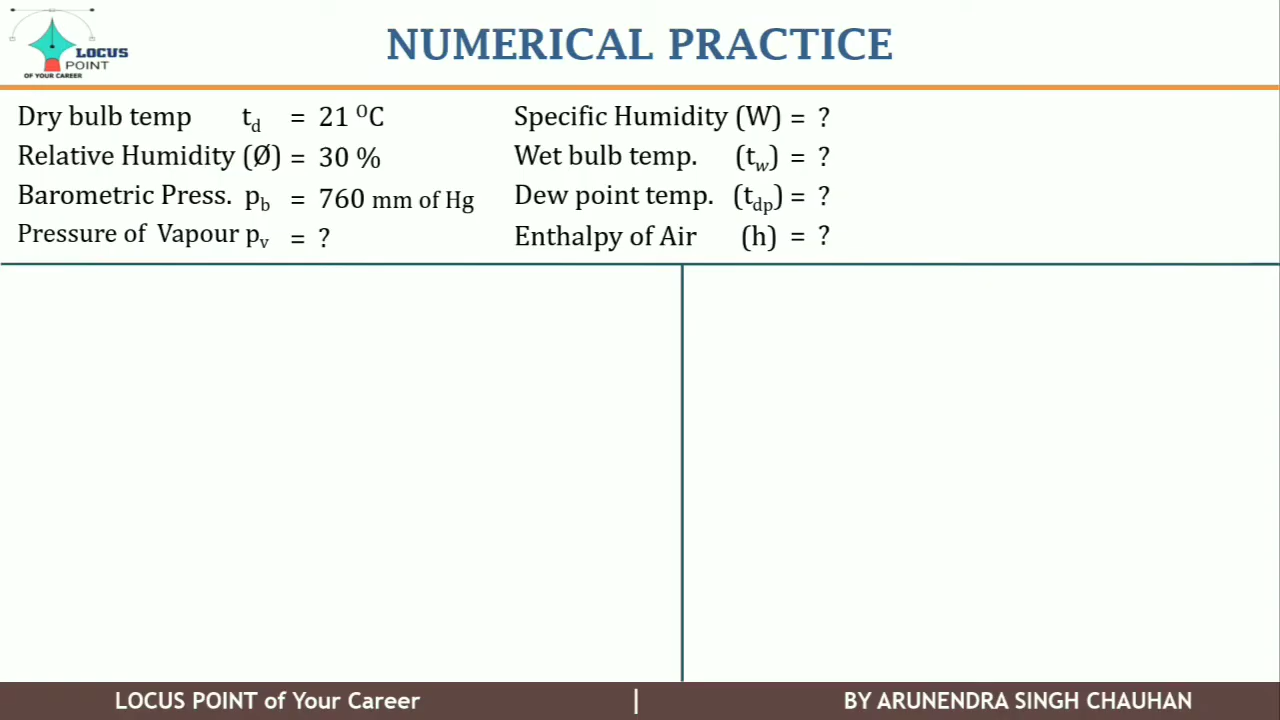 LOCUS
POINT
OF YOUR CAREER
NUMERICAL PRACTICE
Dry bulb temp t_d = 21 ⁰C
Relative Humidity (Ø) = 30 %
Barometric Press. p_b = 760 mm of Hg
Pressure of Vapour p_v = ?
Specific Humidity (W) = ?
Wet bulb temp. (t_w) = ?
Dew point temp. (t_dp) = ?
Enthalpy of Air (h) = ?
LOCUS POINT of Your Career | BY ARUNENDRA SINGH CHAUHAN